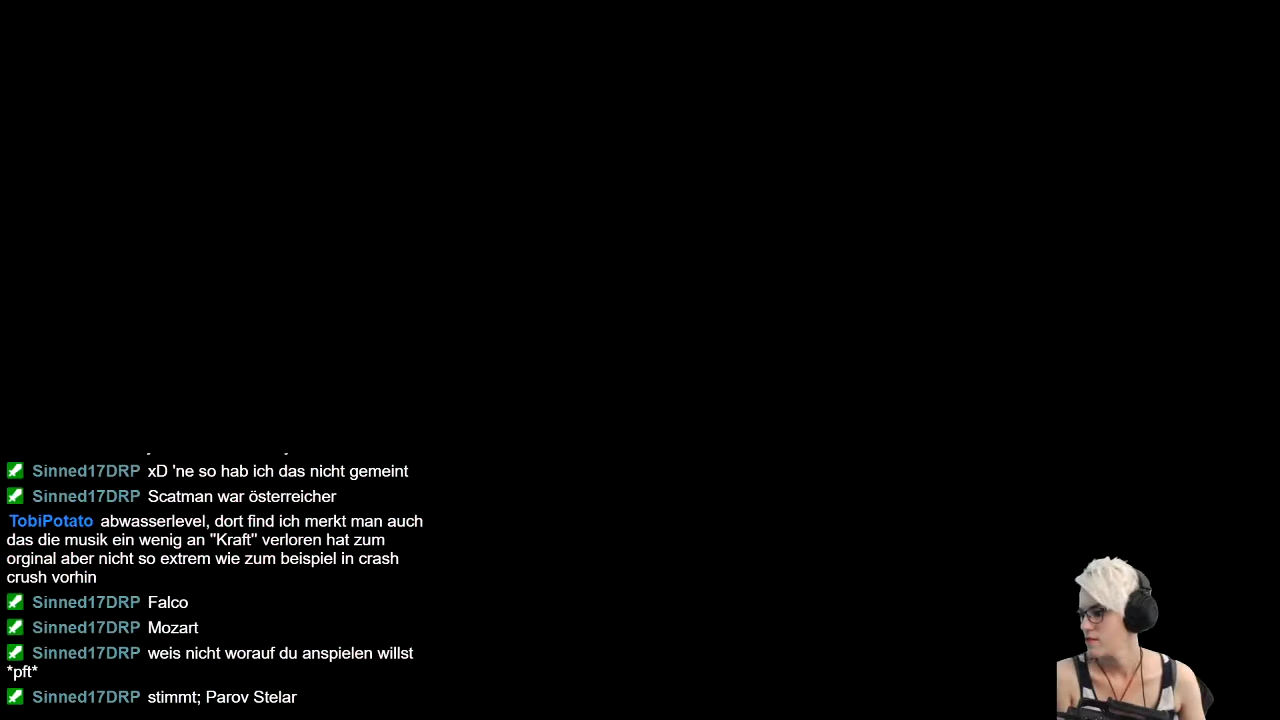 Sinned17DRP xD 'ne so hab ich das nicht gemeint
Sinned17DRP Scatman war österreicher
TobiPotato abwasserlevel, dort find ich merkt man auch
das die musik ein wenig an "Kraft" verloren hat zum
orginal aber nicht so extrem wie zum beispiel in crash
crush vorhin
Sinned17DRP Falco
Sinned17DRP Mozart
Sinned17DRP weis nicht worauf du anspielen willst
*pft*
Sinned17DRP stimmt; Parov Stelar